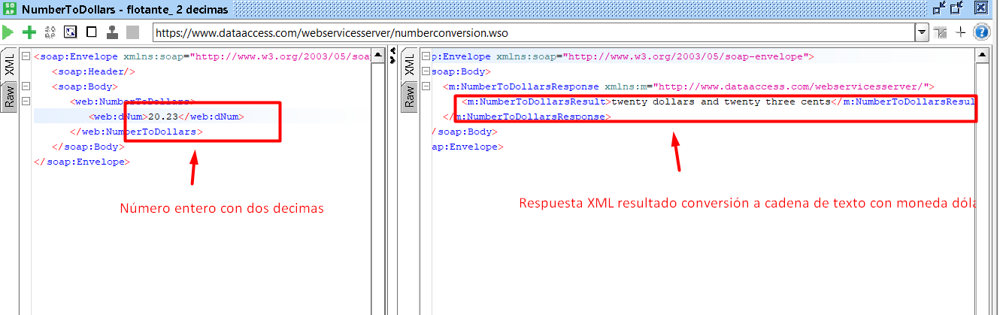 NumberToDollars - flotante_ 2 decimas
https://www.dataaccess.com/webservicesserver/numberconversion.wso
XML
Raw
<soap:Envelope xmlns:soap="http://www.w3.org/2003/05/soap
<soap:Header/>
<soap:Body>
<web:NumberToDollars>
<web:dNum>20.23</web:dNum>
</web:NumberToDollars>
</soap:Body>
</soap:Envelope>
Número entero con dos decimas
XML
Raw
p:Envelope xmlns:soap="http://www.w3.org/2003/05/soap-envelope">
soap:Body>
<m:NumberToDollarsResponse xmlns:m="http://www.dataaccess.com/webservicesserver/">
<m:NumberToDollarsResult>twenty dollars and twenty three cents</m:NumberToDollarsResul
</m:NumberToDollarsResponse>
/soap:Body>
ap:Envelope>
Respuesta XML resultado conversión a cadena de texto con moneda dóla